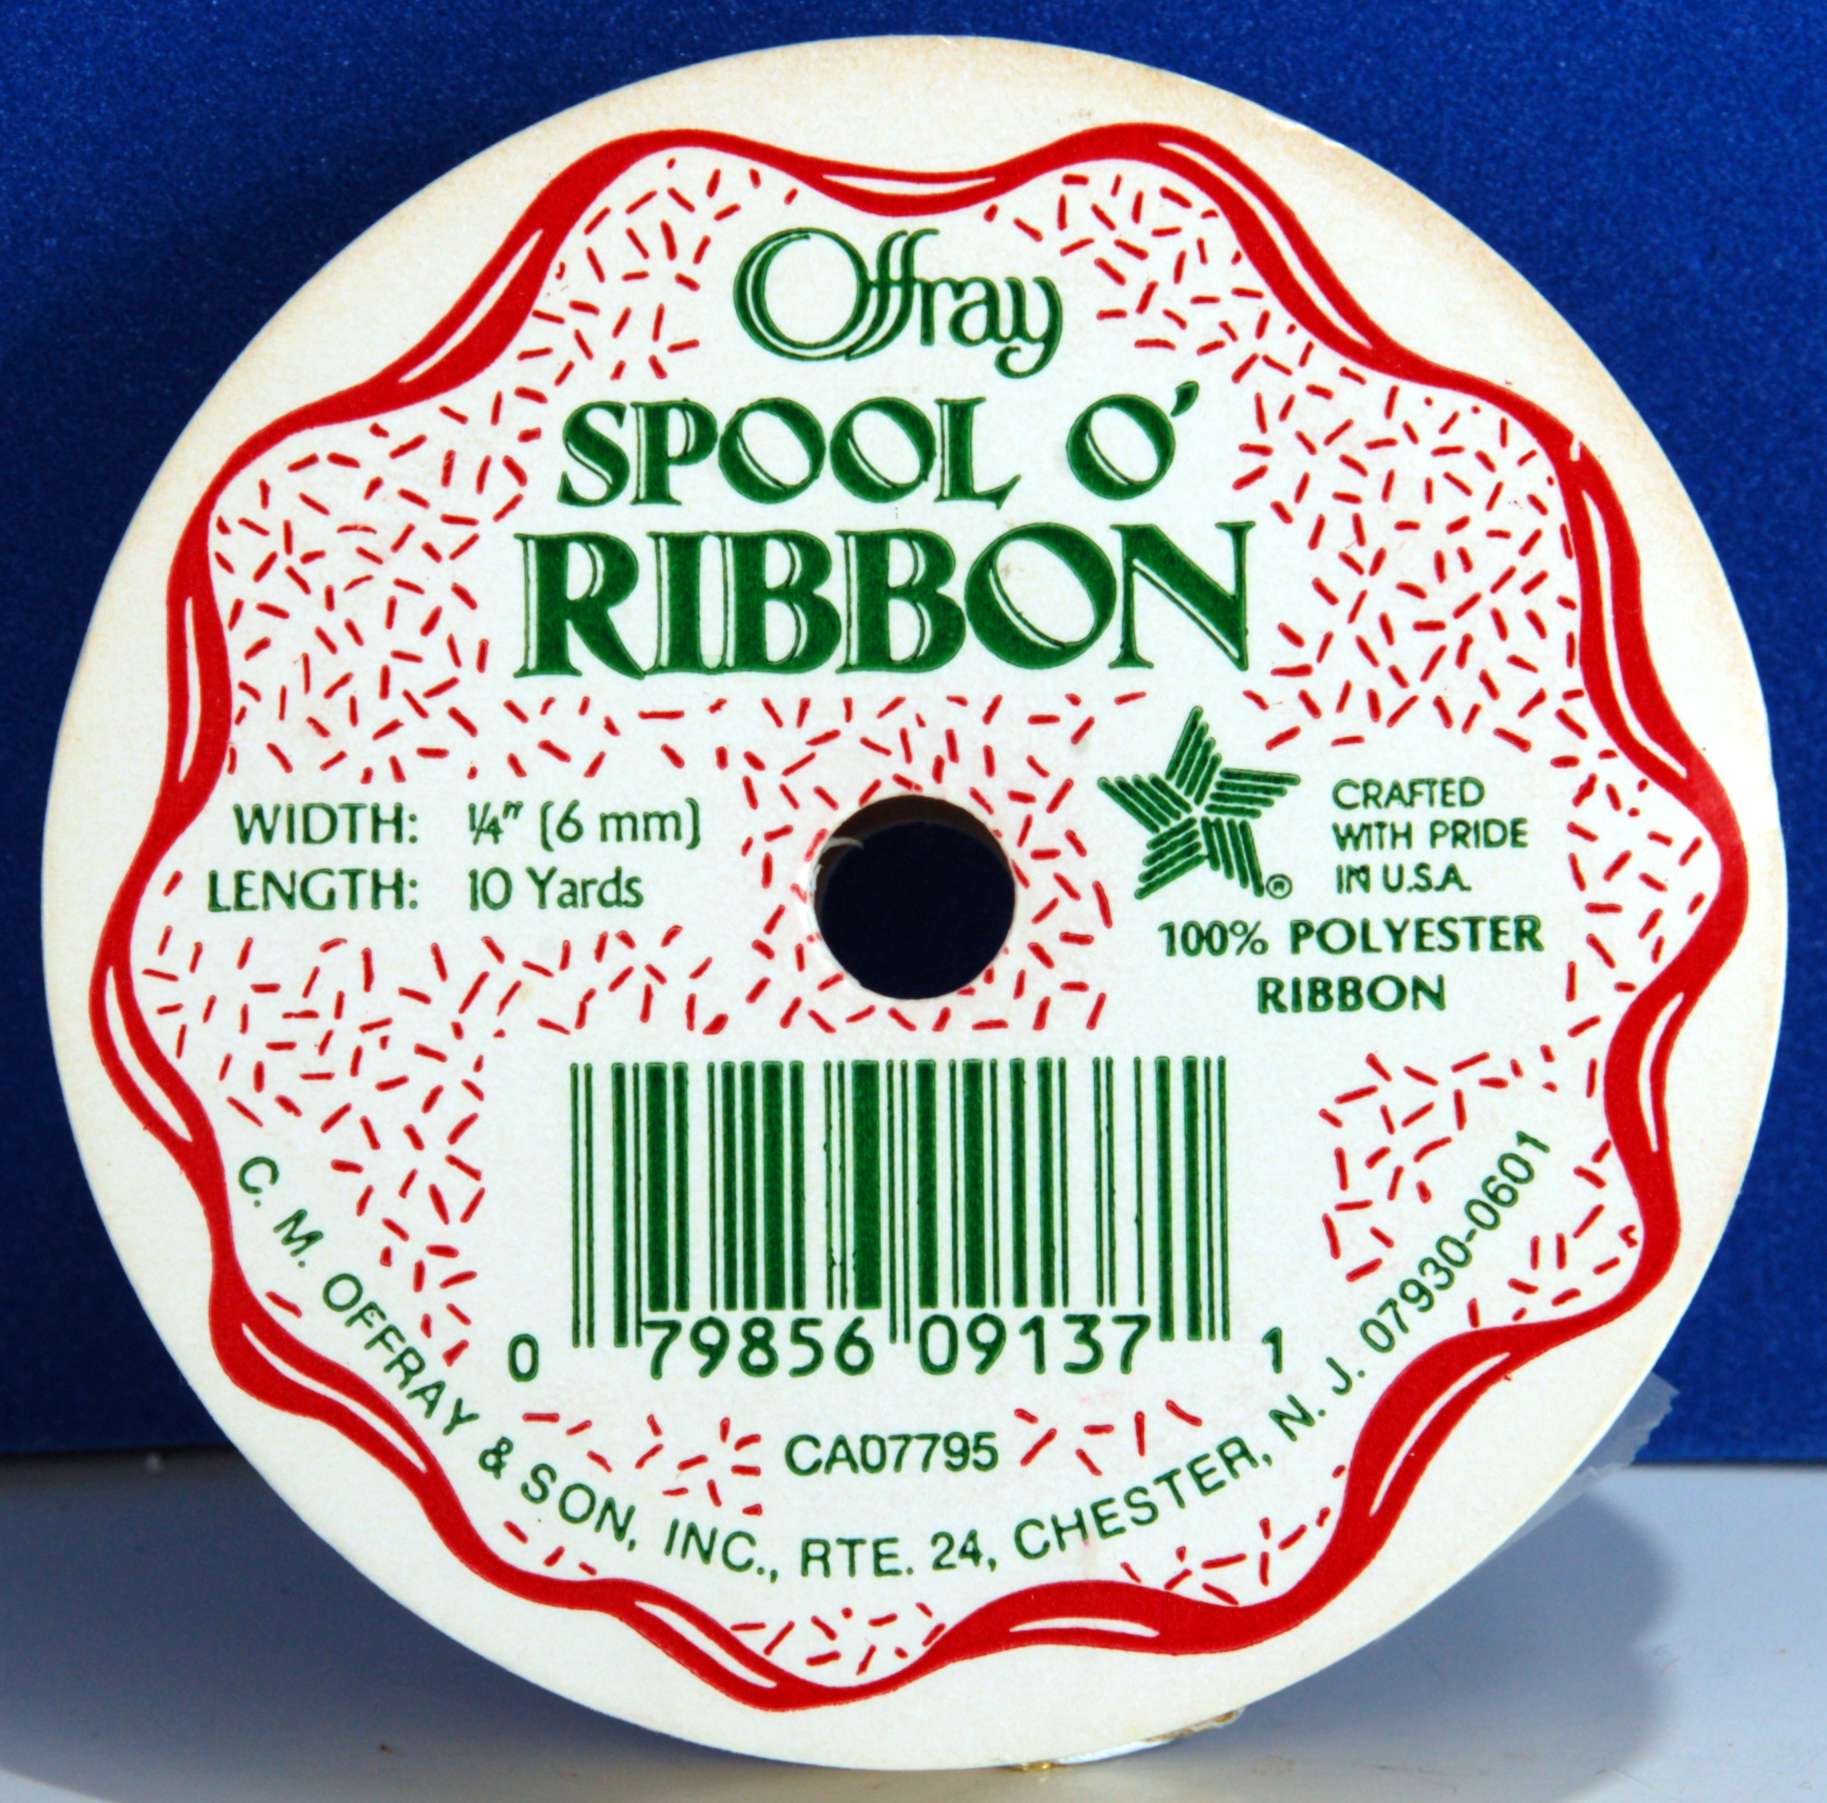 Offray
SPOOL O'
RIBBON
WIDTH: ¼" (6 mm)
LENGTH: 10 Yards
CRAFTED
WITH PRIDE
IN U.S.A.
®
100% POLYESTER
RIBBON
0 79856 09137 1
CA07795
C. M. OFFRAY & SON, INC., RTE. 24, CHESTER, N. J. 07930-0601